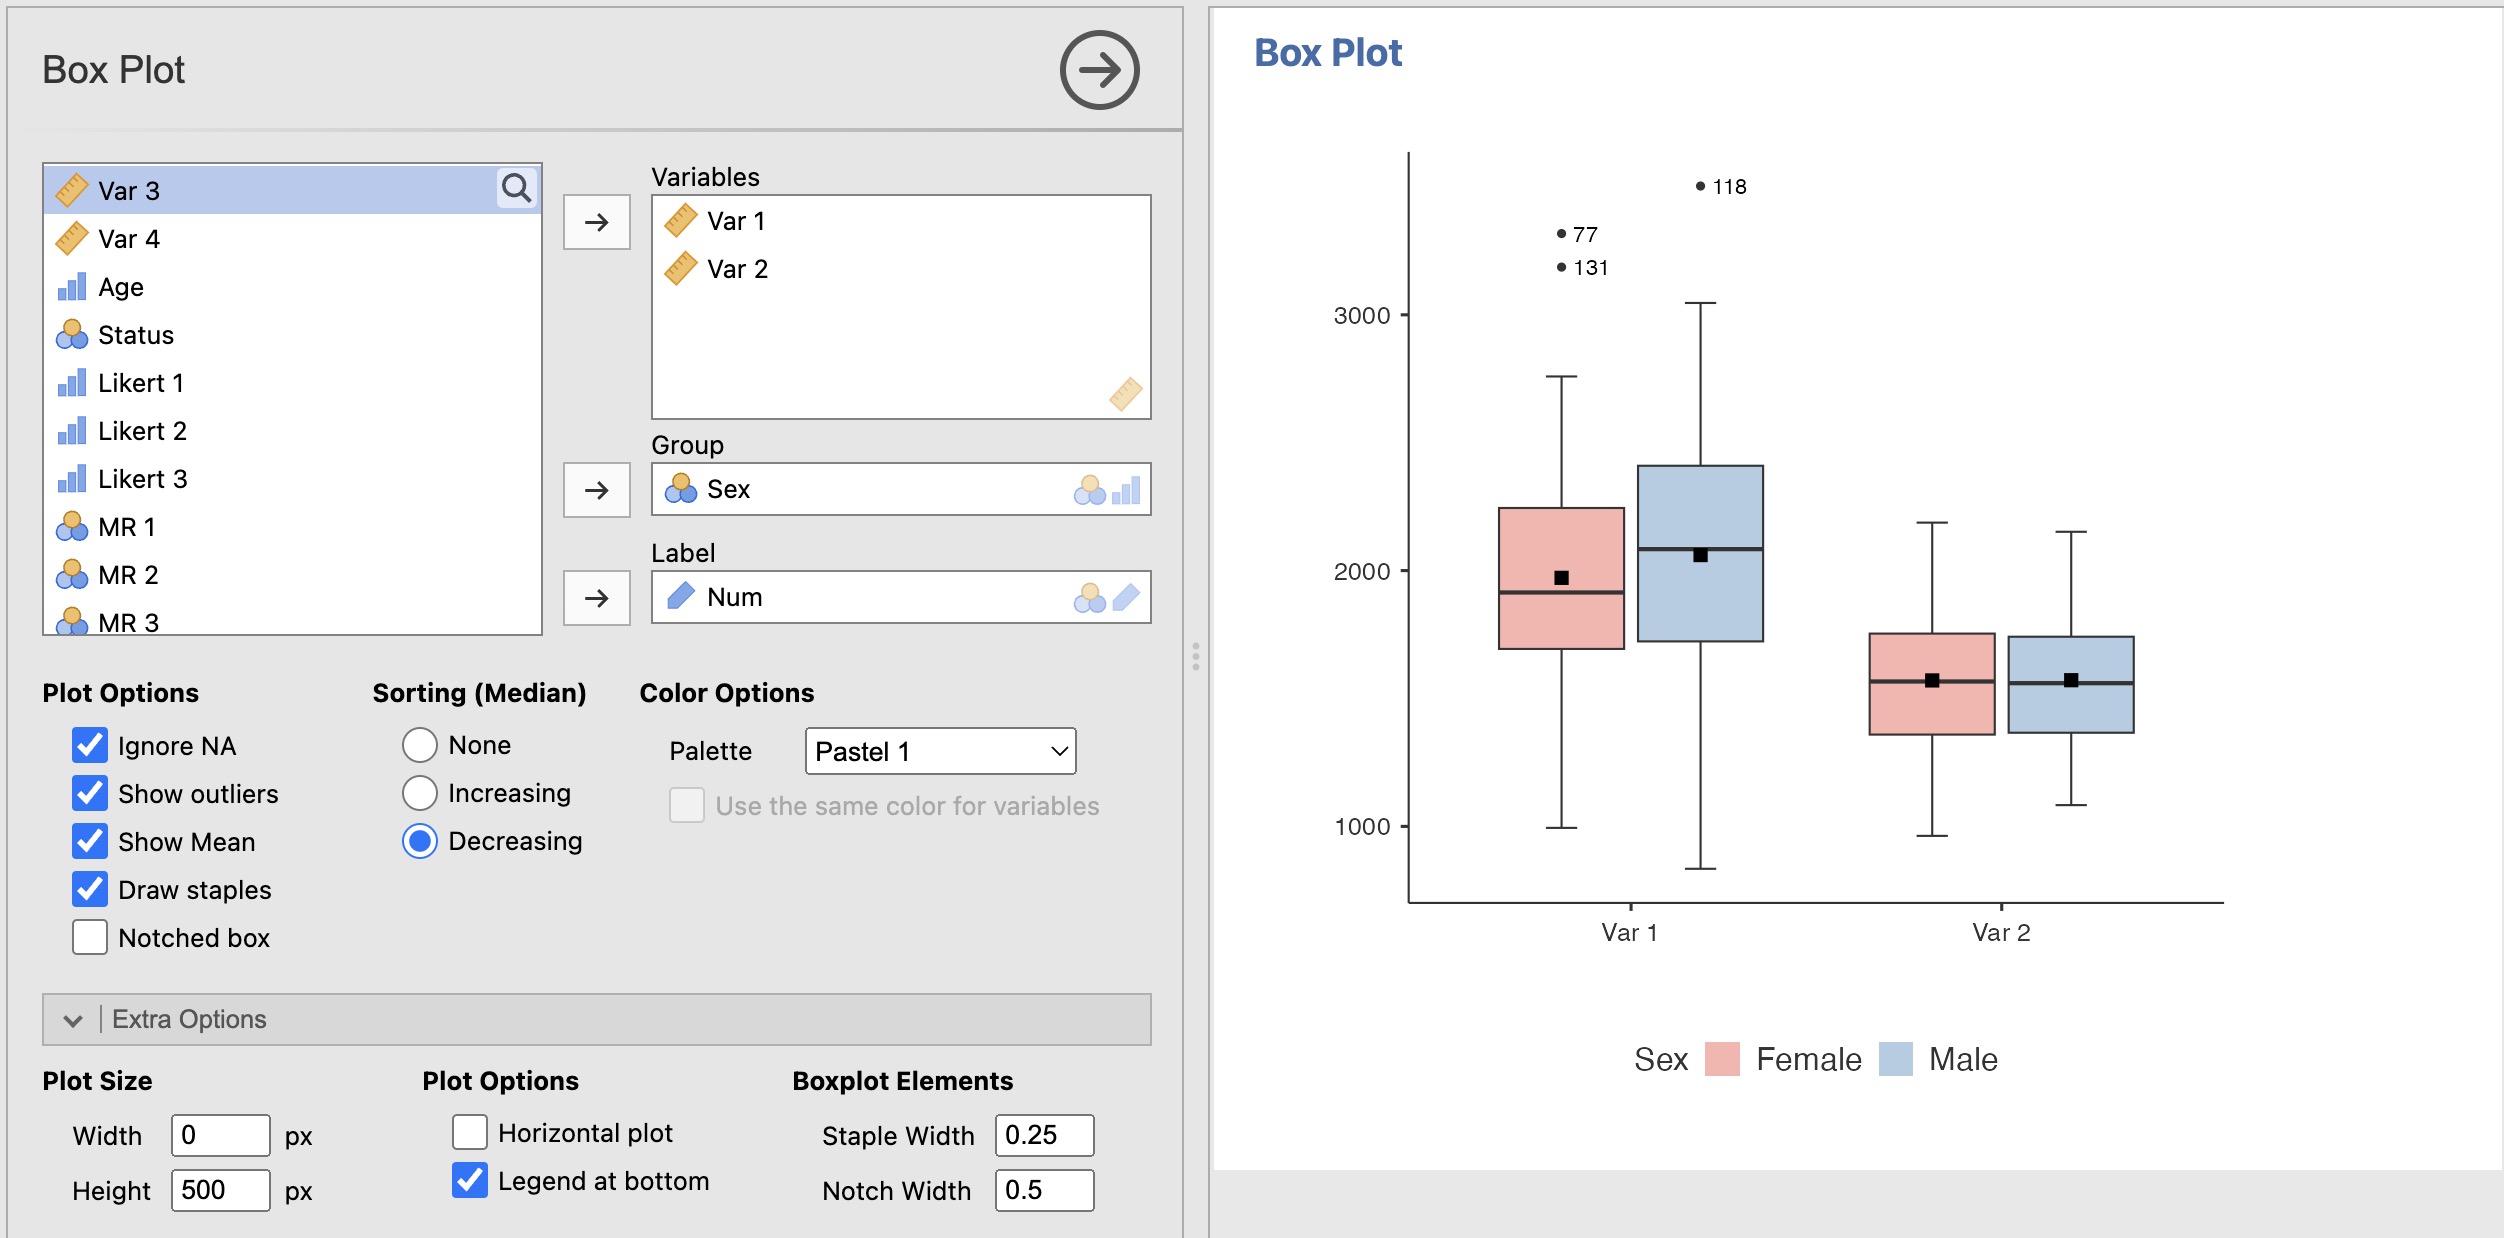 Box Plot
Var 3
Var 4
Age
Status
Likert 1
Likert 2
Likert 3
MR 1
MR 2
MR 3
Variables
Var 1
Var 2
Group
Sex
Label
Num
Plot Options
Ignore NA
Show outliers
Show Mean
Draw staples
Notched box
Sorting (Median)
None
Increasing
Decreasing
Color Options
Palette Pastel 1
Use the same color for variables
Extra Options
Plot Size
Width 0 px
Height 500 px
Plot Options
Horizontal plot
Legend at bottom
Boxplot Elements
Staple Width 0.25
Notch Width 0.5
Box Plot
118
77
131
3000
2000
1000
Var 1 Var 2
Sex Female Male